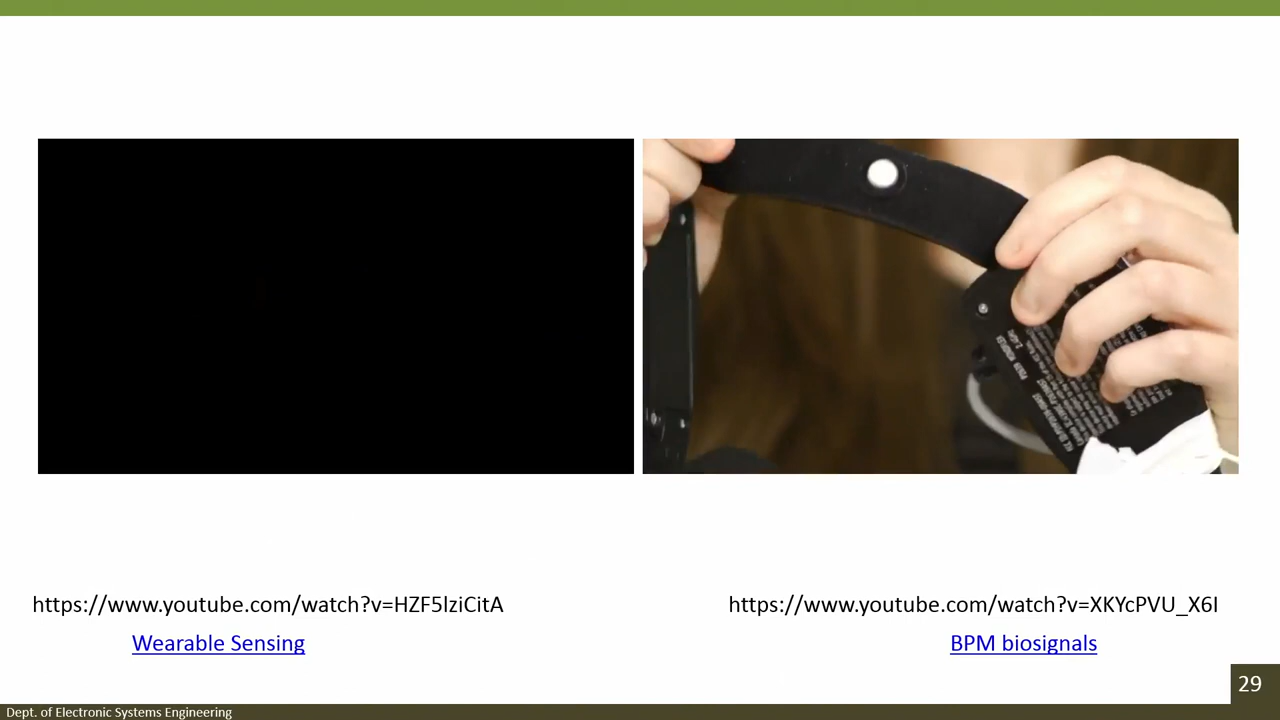 https://www.youtube.com/watch?v=HZF5lziCitA
https://www.youtube.com/watch?v=XKYcPVU_X6I
Wearable Sensing
BPM biosignals
29
Dept. of Electronic Systems Engineering